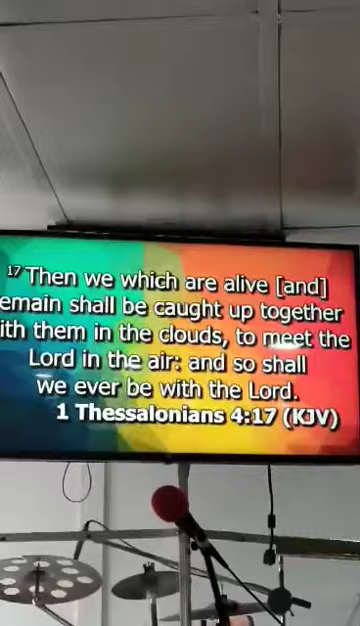 17 Then we which are alive [and]
emain shall be caught up together
ith them in the clouds, to meet the
Lord in the air: and so shall
we ever be with the Lord.
1 Thessalonians 4:17 (KJV)